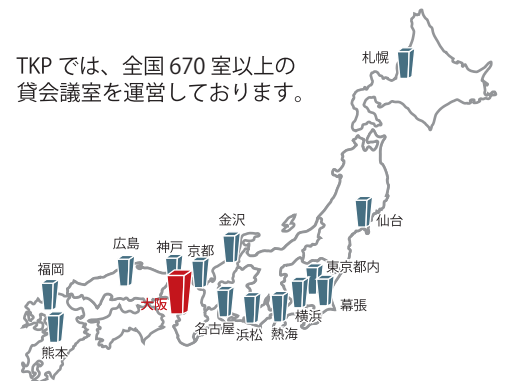 TKP では、全国 670 室以上の
貸会議室を運営しております。
札幌
仙台
金沢
広島
神戸
京都
福岡
東京都内
大阪
幕張
横浜
名古屋
浜松
熱海
熊本